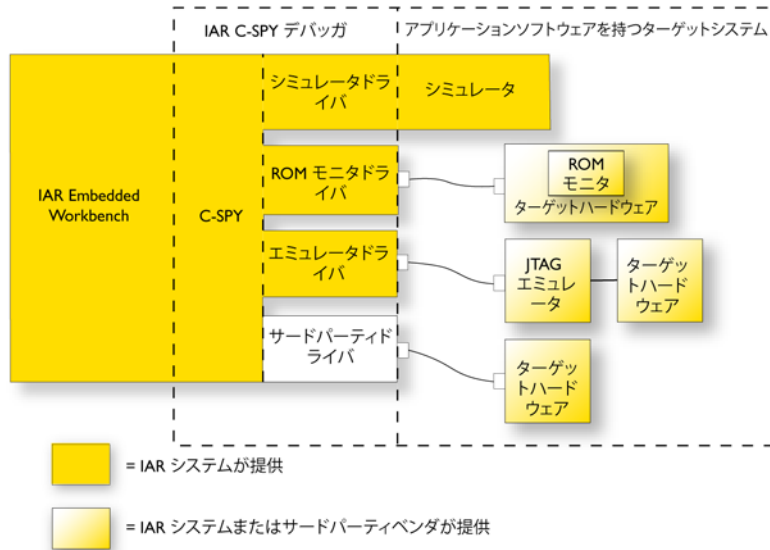 IAR C-SPY デバッガ
アプリケーションソフトウェアを持つターゲットシステム
IAR Embedded
Workbench
C-SPY
シミュレータドラ
イバ
シミュレータ
ROM モニタドラ
イバ
ROM
モニタ
ターゲットハードウェア
エミュレータドラ
イバ
JTAG
エミュレ
ータ
ターゲッ
トハード
ウェア
サードパーティド
ライバ
ターゲッ
トハード
ウェア
= IAR システムが提供
= IAR システムまたはサードパーティベンダが提供